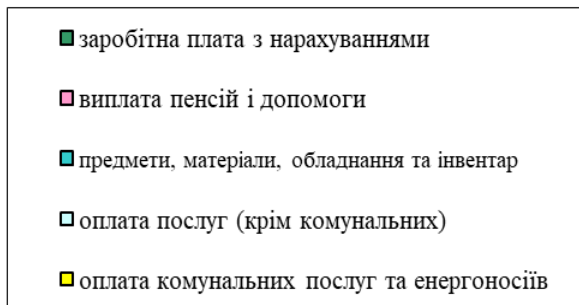 заробітна плата з нарахуваннями
виплата пенсій і допомоги
предмети, матеріали, обладнання та інвентар
оплата послуг (крім комунальних)
оплата комунальних послуг та енергоносіїв